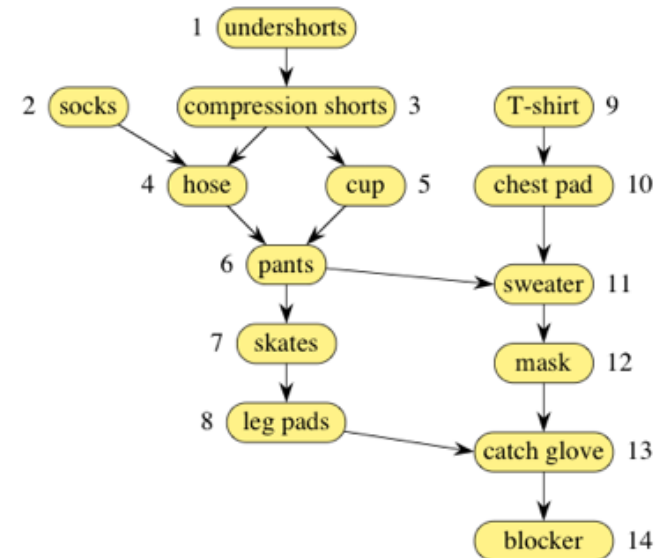 1 undershorts
2 socks
compression shorts 3
T-shirt 9
4 hose
cup 5
chest pad 10
6 pants
sweater 11
7 skates
mask 12
8 leg pads
catch glove 13
blocker 14